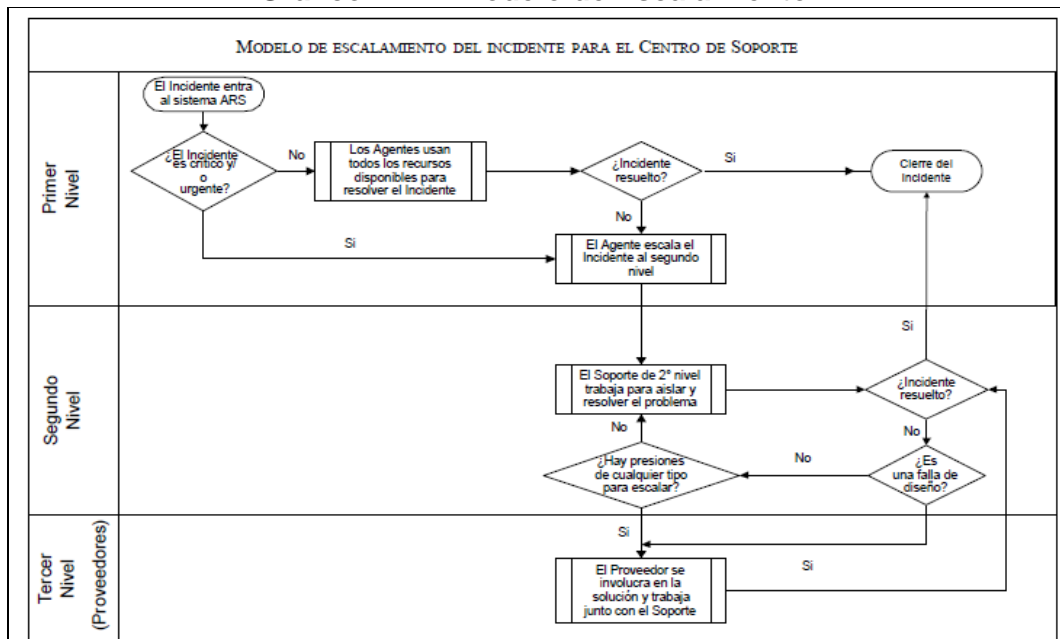 MODELO DE ESCALAMIENTO DEL INCIDENTE PARA EL CENTRO DE SOPORTE
Primer
Nivel
El Incidente entra
al sistema ARS
¿El Incidente
es crítico y/
o
urgente?
No
Los Agentes usan
todos los recursos
disponibles para
resolver el Incidente
¿Incidente
resuelto?
Si
Cierre del
Incidente
No
Si
El Agente escala el
Incidente al segundo
nivel
Segundo
Nivel
Si
El Soporte de 2° nivel
trabaja para aislar y
resolver el problema
¿Incidente
resuelto?
No
No
¿Hay presiones
de cualquier tipo
para escalar?
No
¿Es
una falla de
diseño?
Tercer
Nivel
(Proveedores)
Si
El Proveedor se
involucra en la
solución y trabaja
junto con el Soporte
Si